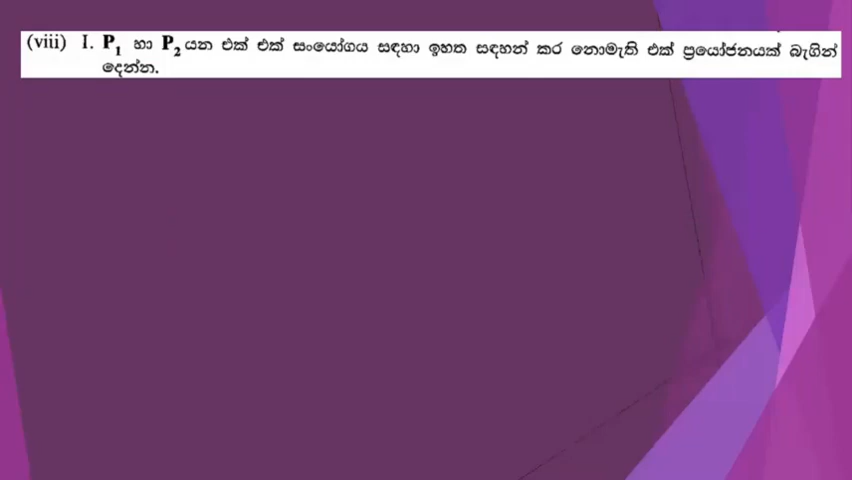 (viii) I. P₁ හා P₂ යන එක් එක් සංයෝගය සඳහා ඉහත සඳහන් කර නොමැති එක් ප්‍රයෝජනයක් බැගින්
දෙන්න.